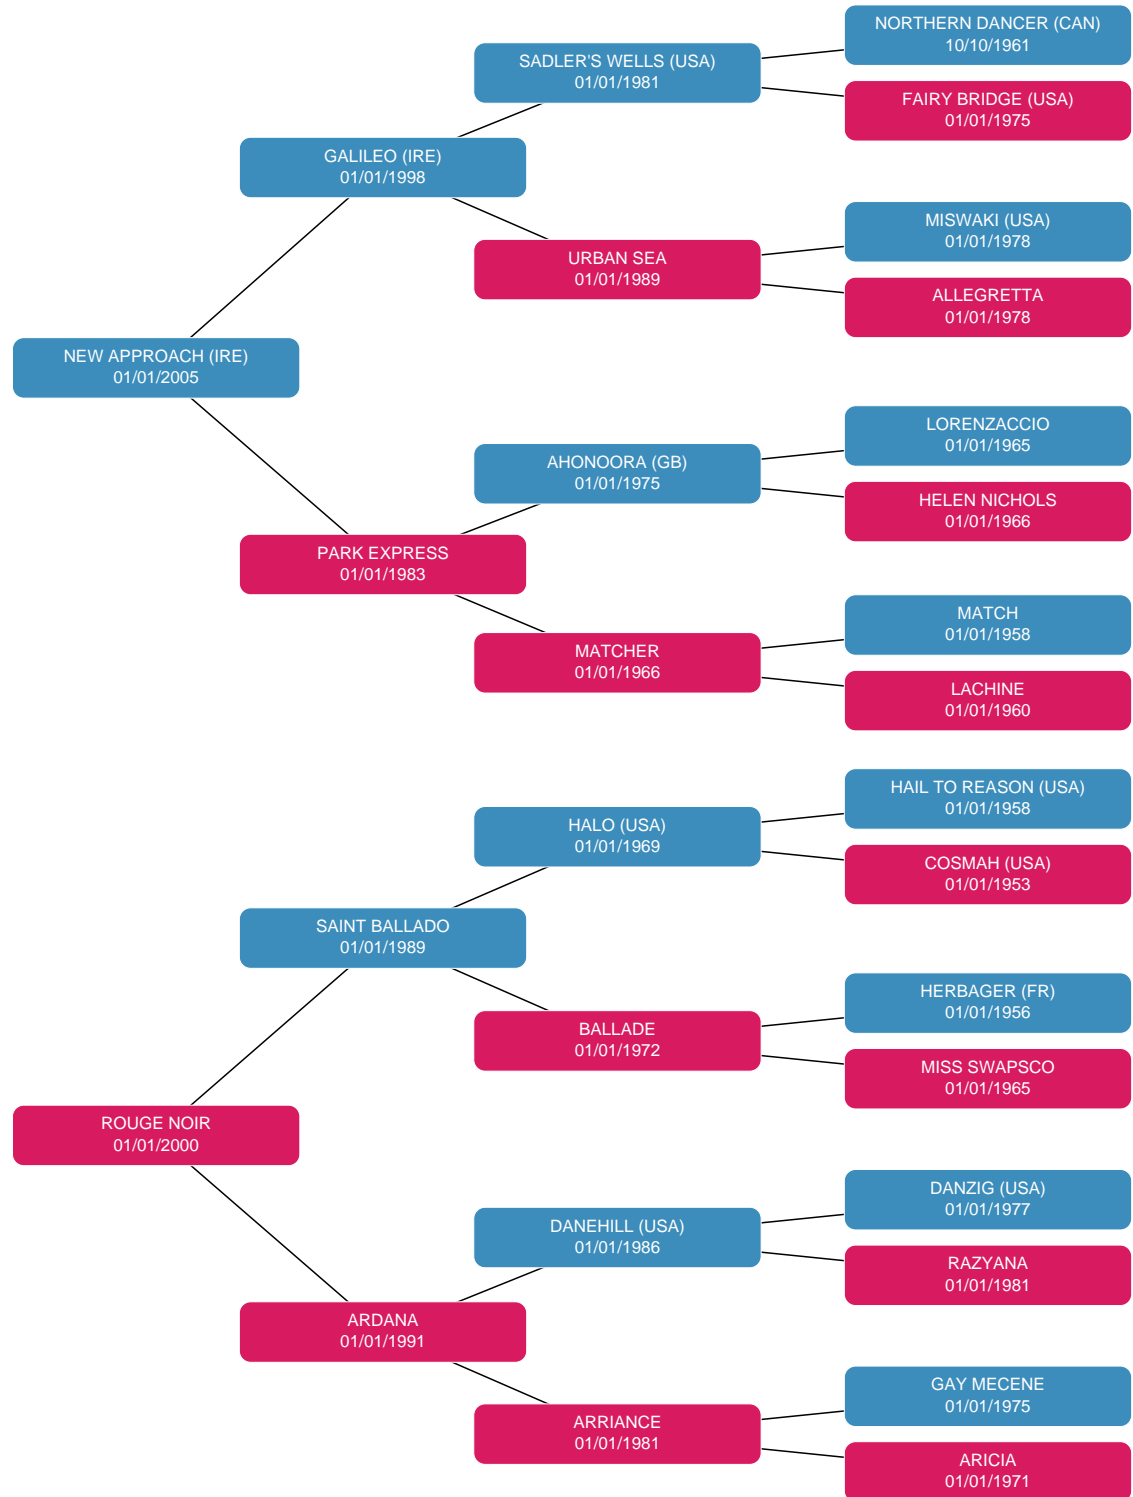 NORTHERN DANCER (CAN)
10/10/1961
SADLER'S WELLS (USA)
01/01/1981
FAIRY BRIDGE (USA)
01/01/1975
GALILEO (IRE)
01/01/1998
MISWAKI (USA)
01/01/1978
URBAN SEA
01/01/1989
ALLEGRETTA
01/01/1978
NEW APPROACH (IRE)
01/01/2005
LORENZACCIO
01/01/1965
AHONOORA (GB)
01/01/1975
HELEN NICHOLS
01/01/1966
PARK EXPRESS
01/01/1983
MATCH
01/01/1958
MATCHER
01/01/1966
LACHINE
01/01/1960
HAIL TO REASON (USA)
01/01/1958
HALO (USA)
01/01/1969
COSMAH (USA)
01/01/1953
SAINT BALLADO
01/01/1989
HERBAGER (FR)
01/01/1956
BALLADE
01/01/1972
MISS SWAPSCO
01/01/1965
ROUGE NOIR
01/01/2000
DANZIG (USA)
01/01/1977
DANEHILL (USA)
01/01/1986
RAZYANA
01/01/1981
ARDANA
01/01/1991
GAY MECENE
01/01/1975
ARRIANCE
01/01/1981
ARICIA
01/01/1971